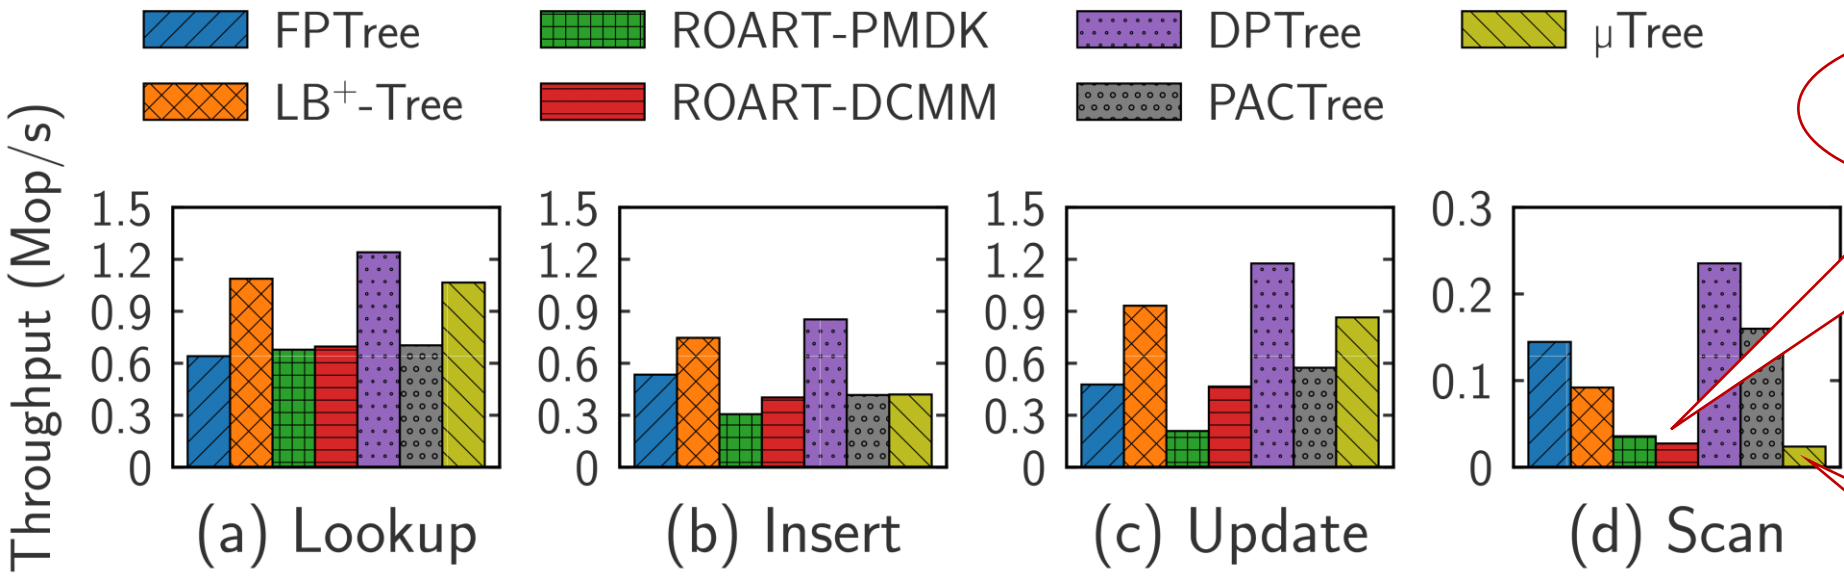 FPTree ROART-PMDK DPTree μTree
LB⁺-Tree ROART-DCMM PACTree
Throughput (Mop/s)
1.5 1.5 1.5 0.3
1.2 1.2 1.2
0.2
0.9 0.9 0.9
0.6 0.6 0.6
0.1
0.3 0.3 0.3
0 0 0 0
(a) Lookup (b) Insert (c) Update (d) Scan